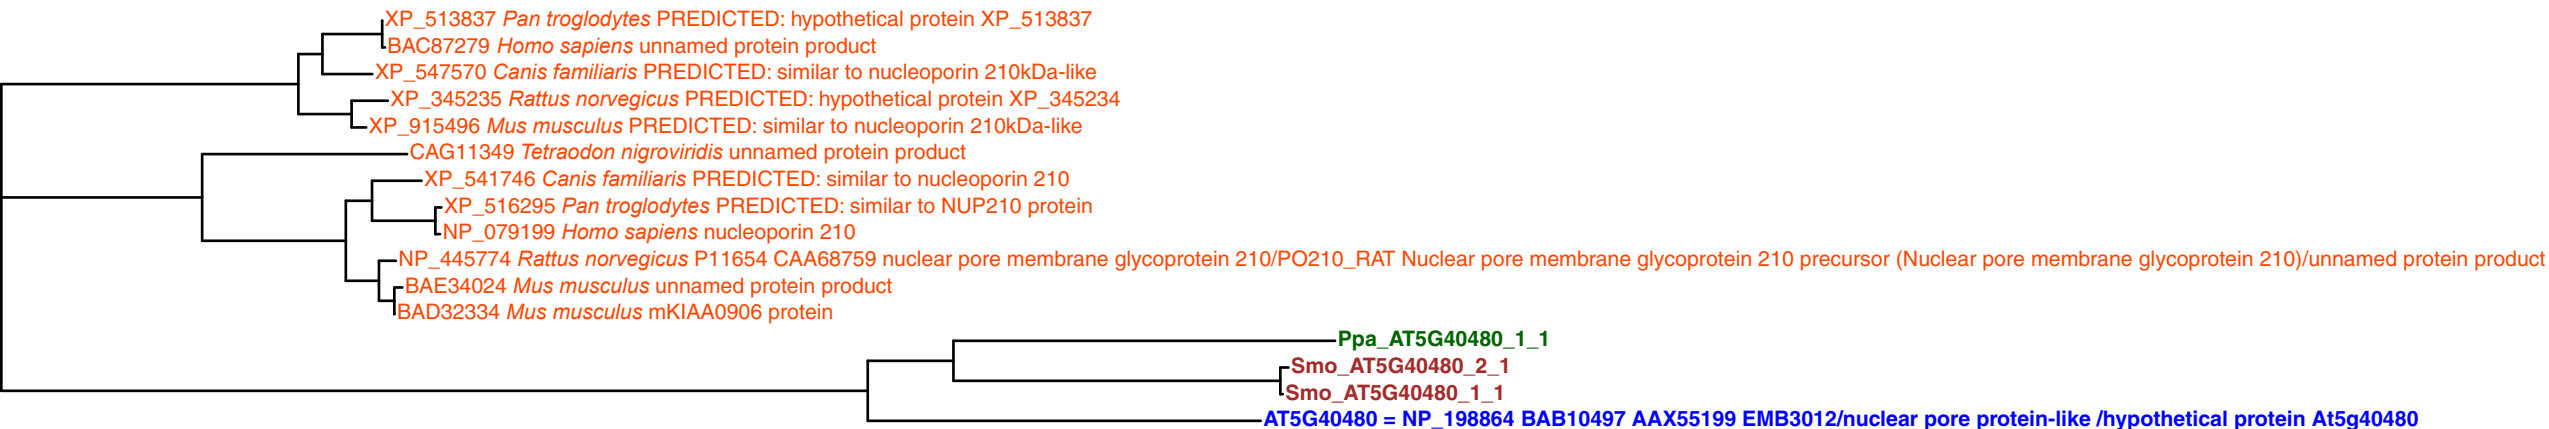 XP_513837 Pan troglodytes PREDICTED: hypothetical protein XP_513837
BAC87279 Homo sapiens unnamed protein product
XP_547570 Canis familiaris PREDICTED: similar to nucleoporin 210kDa-like
XP_345235 Rattus norvegicus PREDICTED: hypothetical protein XP_345234
XP_915496 Mus musculus PREDICTED: similar to nucleoporin 210kDa-like
CAG11349 Tetraodon nigroviridis unnamed protein product
XP_541746 Canis familiaris PREDICTED: similar to nucleoporin 210
XP_516295 Pan troglodytes PREDICTED: similar to NUP210 protein
NP_079199 Homo sapiens nucleoporin 210
NP_445774 Rattus norvegicus P11654 CAA68759 nuclear pore membrane glycoprotein 210/PO210_RAT Nuclear pore membrane glycoprotein 210 precursor (Nuclear pore membrane glycoprotein 210)/unnamed protein product
BAE34024 Mus musculus unnamed protein product
BAD32334 Mus musculus mKIAA0906 protein
Ppa_AT5G40480_1_1
Smo_AT5G40480_2_1
Smo_AT5G40480_1_1
AT5G40480 = NP_198864 BAB10497 AAX55199 EMB3012/nuclear pore protein-like /hypothetical protein At5g40480